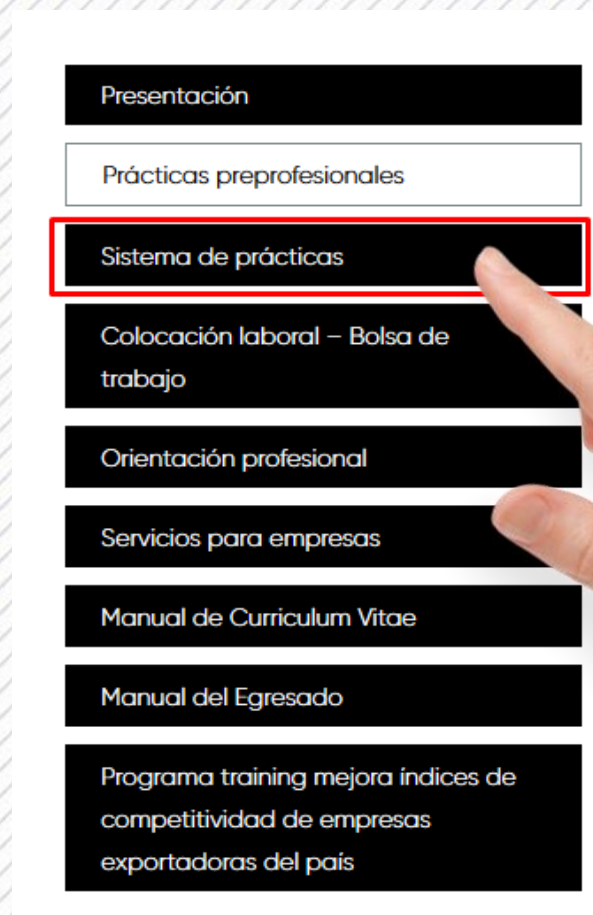 Presentación
Prácticas preprofesionales
Sistema de prácticas
Colocación laboral – Bolsa de
trabajo
Orientación profesional
Servicios para empresas
Manual de Curriculum Vitae
Manual del Egresado
Programa training mejora índices de
competitividad de empresas
exportadoras del país